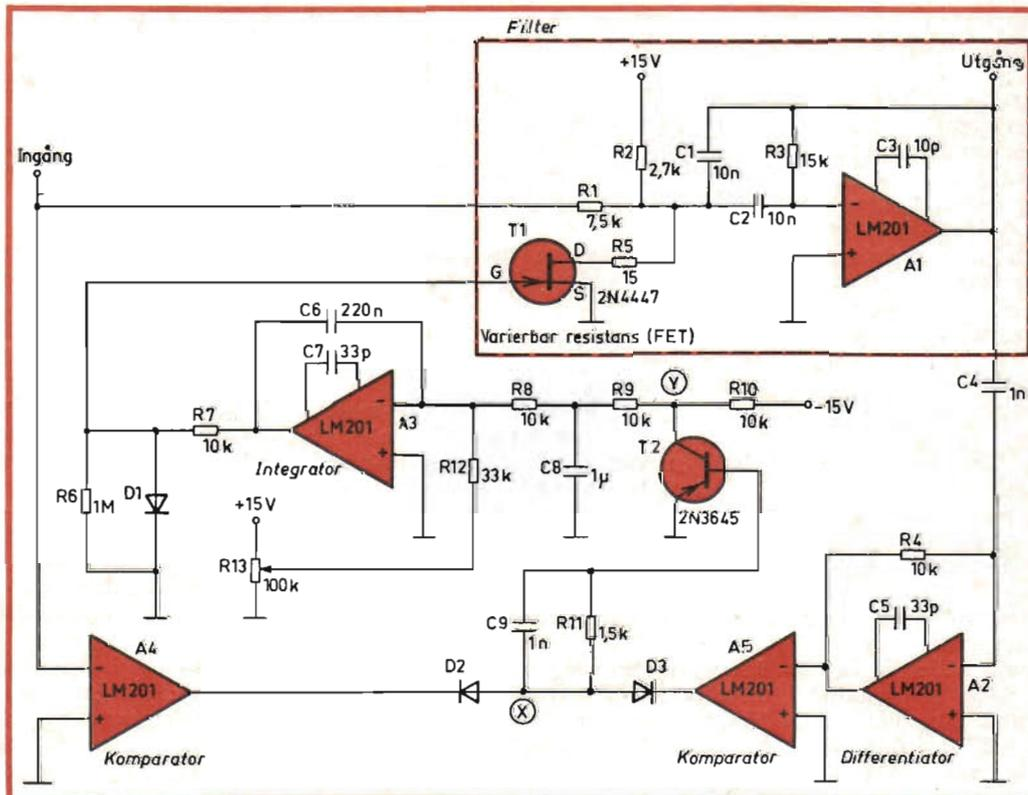 Filter
+15V
Utgång
Ingång
R2
2,7k
C1
10n
R3
15k
C3
10p
R1
7,5k
C2
10n
LM201
A1
T1
D
R5
15
G
S
2N4447
Varierbar resistans (FET)
C6
220n
C7
33p
C4
1n
R8
10k
R9
10k
Y
R10
10k
-15V
R7
10k
LM201
A3
Integrator
R12
33k
C8
1µ
T2
2N3645
R6
1M
D1
+15V
R13
100k
R4
10k
C9
1n
R11
1,5k
C5
33p
A4
LM201
Komparator
D2
X
D3
A5
LM201
Komparator
LM201
A2
Differentiator